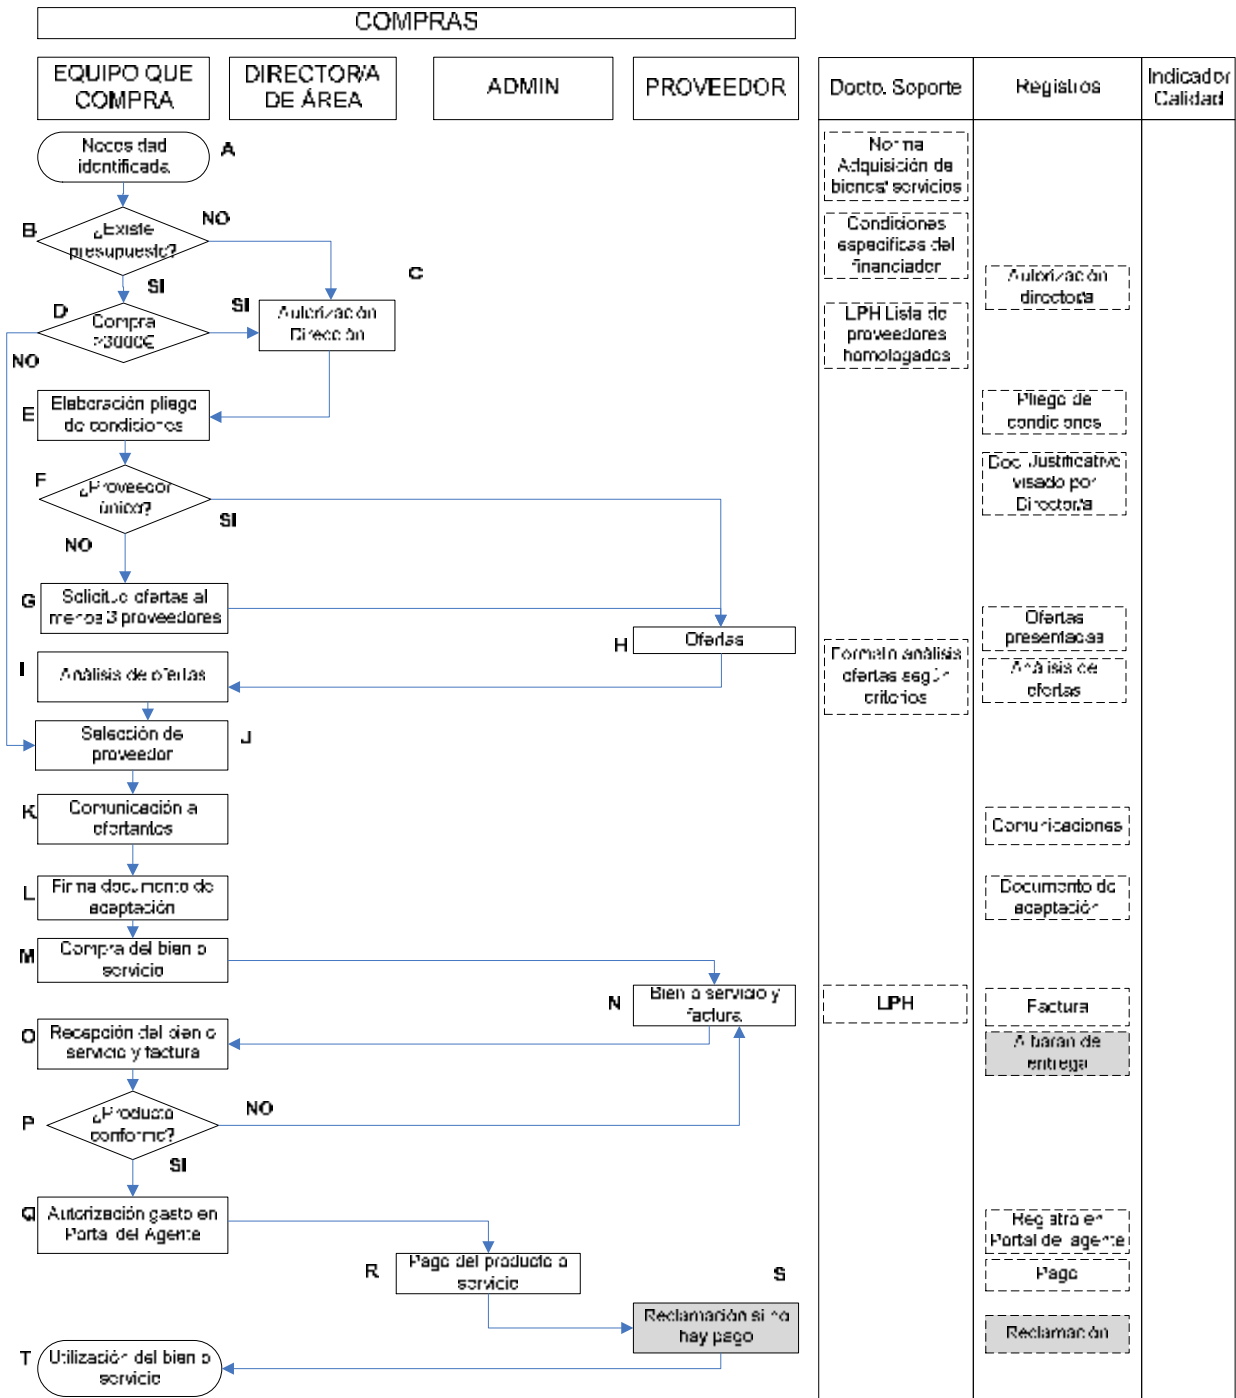 COMPRAS
EQUIPO QUE
COMPRA
DIRECTOR/A
DE ÁREA
ADMIN
PROVEEDOR
Docto. Soporte
Registros
Indicador
Calidad
Necesidad
identificada
A
Norma
Adquisición de
bienes/ servicios
B
¿Existe
presupuesto?
NO
SI
Condiciones
específicas del
financiador
C
Autorización
director/a
D
Compra
>3000€
SI
NO
Autorización
Dirección
LPH Lista de
proveedores
homologados
E
Elaboración pliego
de condiciones
Pliego de
condiciones
F
¿Proveedor
único?
SI
NO
Doc. Justificativo
visado por
Director/a
G
Solicitud ofertas al
menos 3 proveedores
H
Ofertas
Ofertas
presentadas
I
Análisis de ofertas
Formato análisis
ofertas según
criterios
Análisis de
ofertas
Selección de
proveedor
J
K
Comunicación a
ofertantes
Comunicaciones
L
Firma documento de
aceptación
Documento de
aceptación
M
Compra del bien o
servicio
N
Bien o servicio y
factura
LPH
Factura
O
Recepción del bien o
servicio y factura
Albarán de
entrega
P
¿Producto
conforme?
NO
SI
Q
Autorización gasto en
Portal del Agente
Registro en
Portal del agente
R
Pago del producto o
servicio
S
Pago
Reclamación si no
hay pago
Reclamación
T
Utilización del bien o
servicio